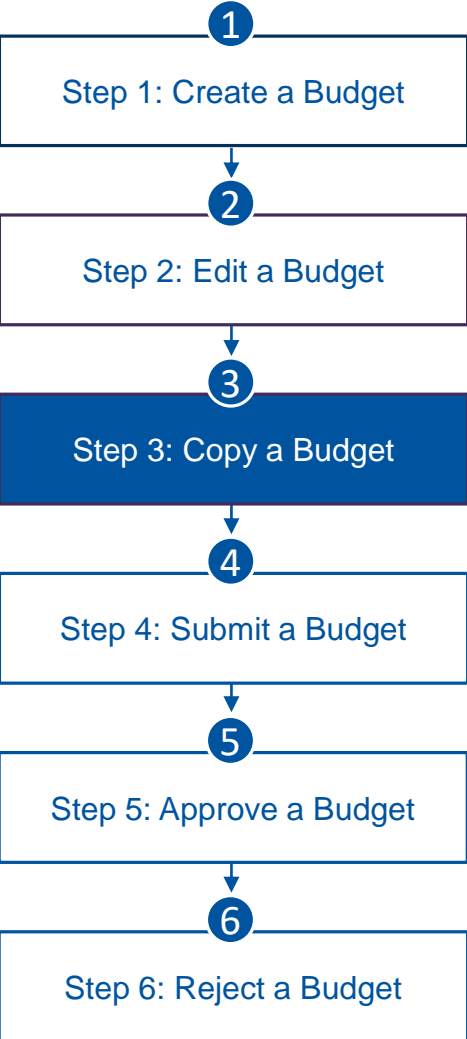 1
Step 1: Create a Budget
2
Step 2: Edit a Budget
3
Step 3: Copy a Budget
4
Step 4: Submit a Budget
5
Step 5: Approve a Budget
6
Step 6: Reject a Budget